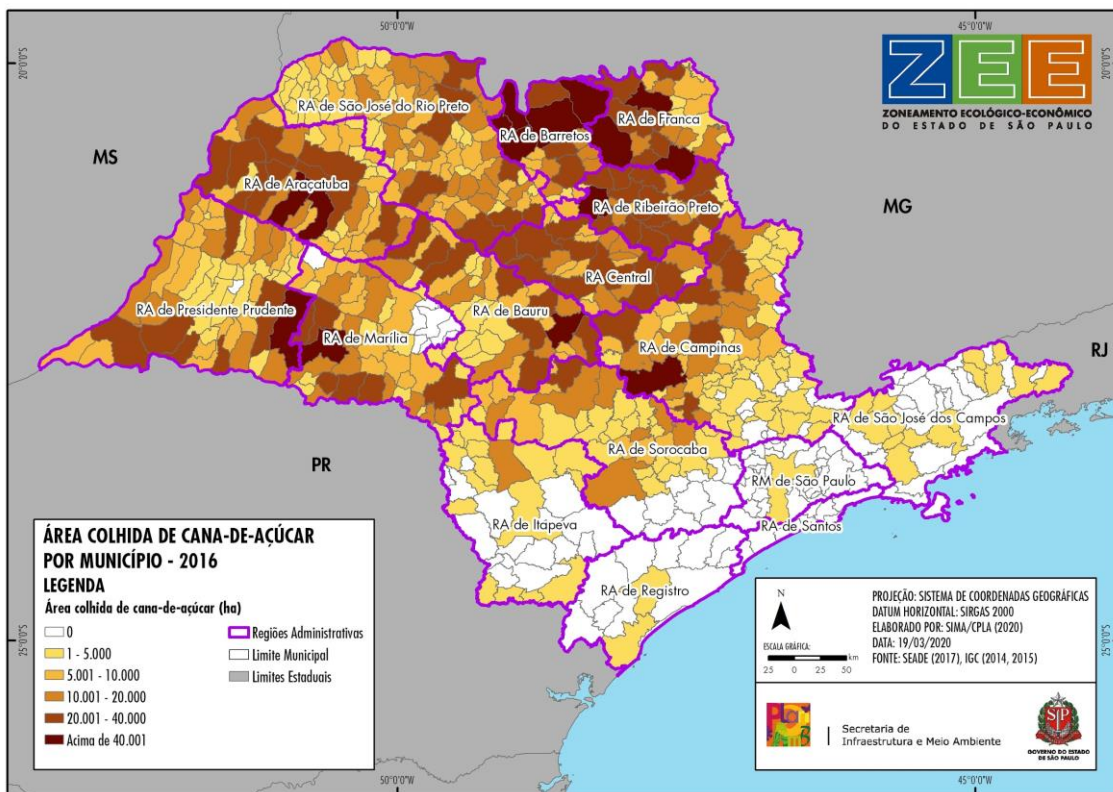 50°0'0"W
45°0'0"W
20°0'0"S
20°0'0"S
ZEE
ZONEAMENTO ECOLÓGICO-ECONÔMICO
DO ESTADO DE SÃO PAULO
RA de São José do Rio Preto
RA de Franca
RA de Barretos
MS
RA de Araçatuba
RA de Ribeirão Preto
MG
RA Central
RA de Presidente Prudente
RA de Bauru
RA de Marília
RA de Campinas
RJ
RA de São José dos Campos
RA de Sorocaba
PR
RM de São Paulo
RA de Itapeva
RA de Santos
RA de Registro
ÁREA COLHIDA DE CANA-DE-AÇÚCAR
POR MUNICÍPIO - 2016
LEGENDA
Área colhida de cana-de-açúcar (ha)
0
1 - 5.000
5.001 - 10.000
10.001 - 20.000
20.001 - 40.000
Acima de 40.001
Regiões Administrativas
Limite Municipal
Limites Estaduais
N
ESCALA GRÁFICA:
25 0 25 50 km
PROJEÇÃO: SISTEMA DE COORDENADAS GEOGRÁFICAS
DATUM HORIZONTAL: SIRGAS 2000
ELABORADO POR: SIMA/CPLA (2020)
DATA: 19/03/2020
FONTE: SEADE (2017), IGC (2014, 2015)
25°0'0"S
25°0'0"S
Secretaria de
Infraestrutura e Meio Ambiente
GOVERNO DO ESTADO
DE SÃO PAULO
50°0'0"W
45°0'0"W